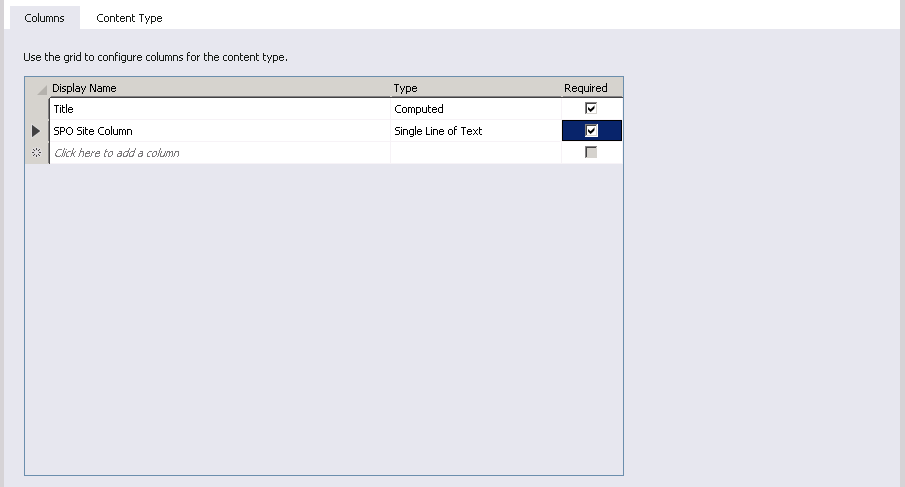 Columns Content Type
Use the grid to configure columns for the content type.
Display Name Type Required
Title Computed
SPO Site Column Single Line of Text
Click here to add a column